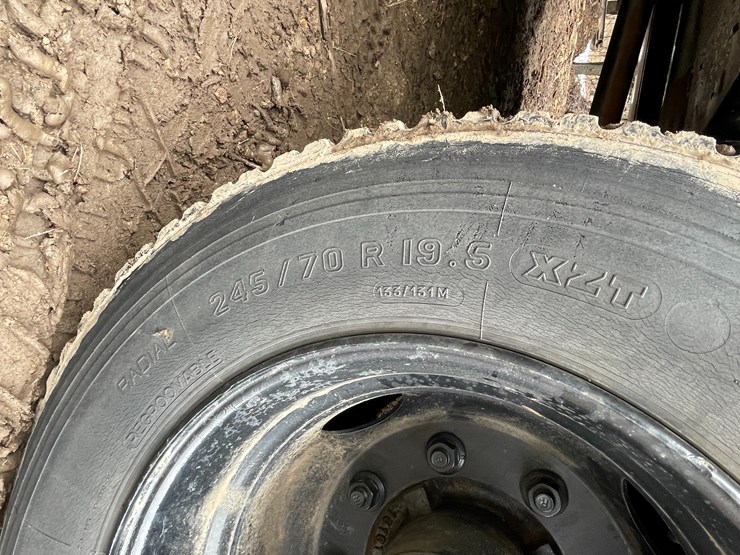 245/70 R 19.5 XZT
133/131M
RADIAL
REGROOVABLE